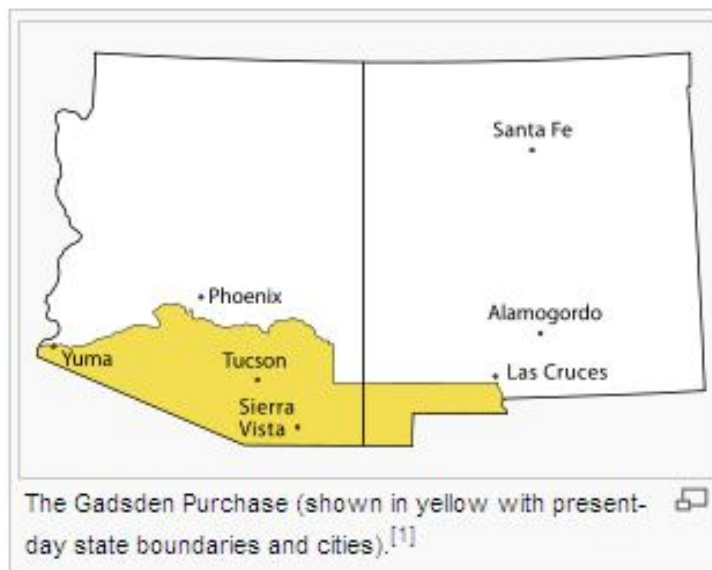 Santa Fe
Phoenix
Alamogordo
Yuma
Tucson
Las Cruces
Sierra
Vista
The Gadsden Purchase (shown in yellow with present-
day state boundaries and cities).[1]